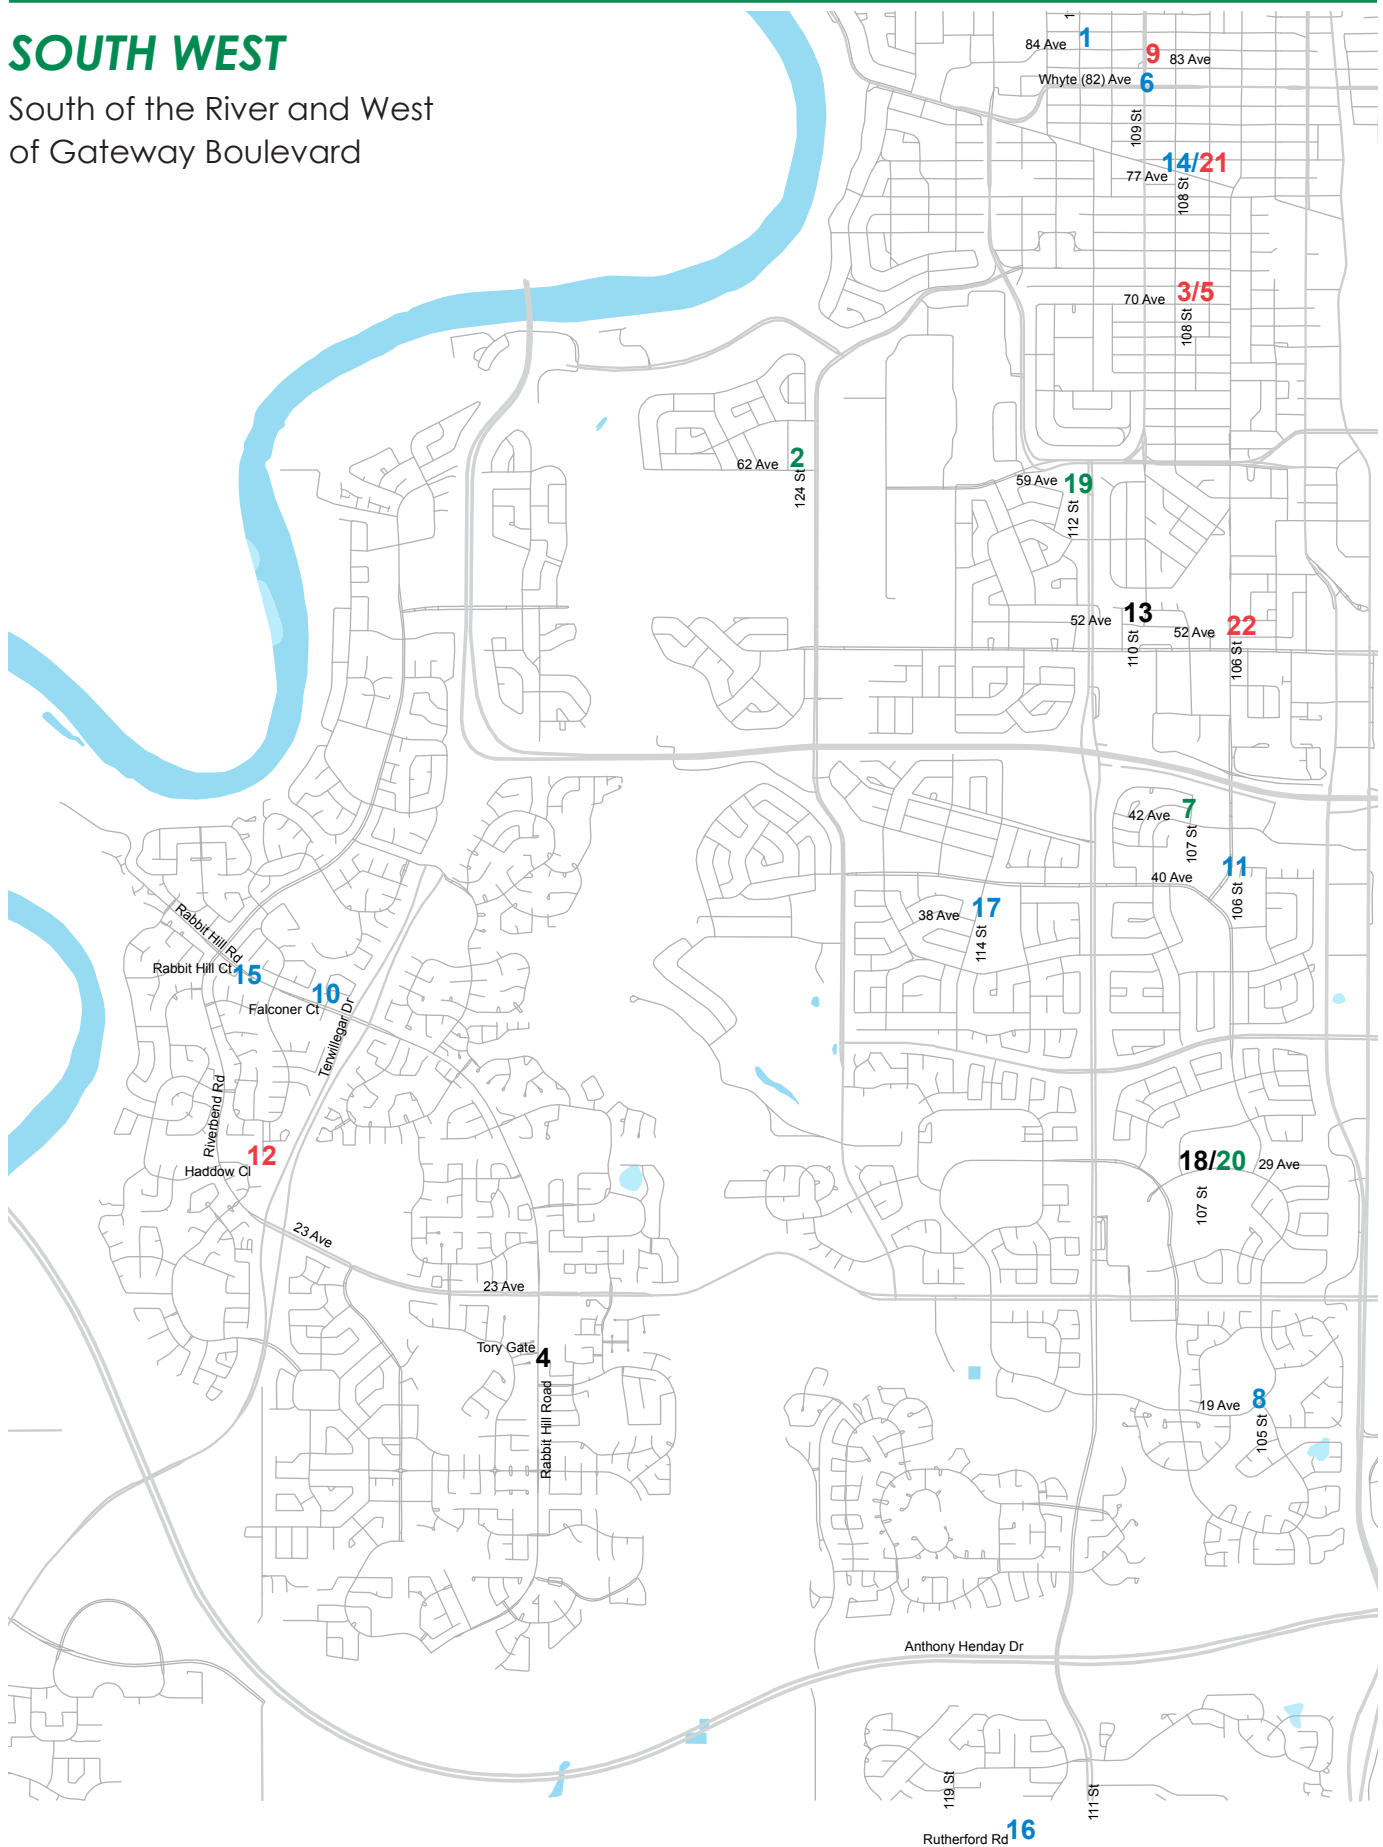 SOUTH WEST
South of the River and West
of Gateway Boulevard
84 Ave
1
9
83 Ave
Whyte (82) Ave
6
109 St
14/21
77 Ave
108 St
3/5
70 Ave
108 St
62 Ave
2
124 St
59 Ave
19
112 St
52 Ave
13
110 St
52 Ave
22
106 St
42 Ave
7
107 St
11
40 Ave
106 St
38 Ave
17
114 St
Rabbit Hill Rd
Rabbit Hill Ct
15
10
Falconer Ct
Terwillegar Dr
Riverbend Rd
12
Haddow Cl
18/20
29 Ave
107 St
23 Ave
23 Ave
Tory Gate
4
Rabbit Hill Road
19 Ave
8
105 St
Anthony Henday Dr
119 St
111 St
Rutherford Rd
16